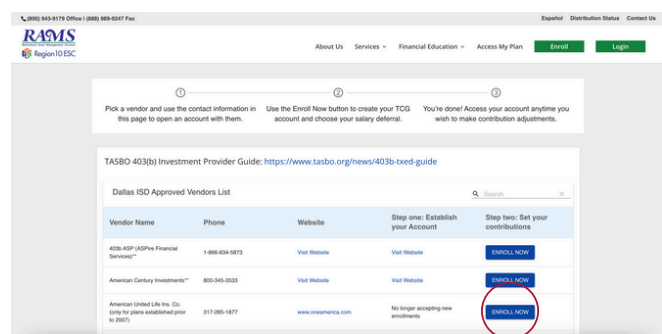 (800) 943-9179 Office | (888) 989-9247 Fax
Español Distribution Status Contact Us
RAMS
Region 10 ESC
About Us Services Financial Education Access My Plan Enroll Login
1 2 3
Pick a vendor and use the contact information in
this page to open an account with them.
Use the Enroll Now button to create your TCG
account and choose your salary deferral.
You're done! Access your account anytime you
wish to make contribution adjustments.
TASBO 403(b) Investment Provider Guide: https://www.tasbo.org/news/403b-txed-guide
Dallas ISD Approved Vendors List
Search
Vendor Name Phone Website Step one: Establish
your Account
Step two: Set your
contributions
403b ASP (ASPire Financial
Services)**
1-866-634-5873 Visit Website Visit Website ENROLL NOW
American Century Investments** 800-345-3533 Visit Website Visit Website ENROLL NOW
American United Life Ins. Co.
(only for plans established prior
to 2007)
317-285-1877 www.oneamerica.com
No longer accepting new
enrollments
ENROLL NOW